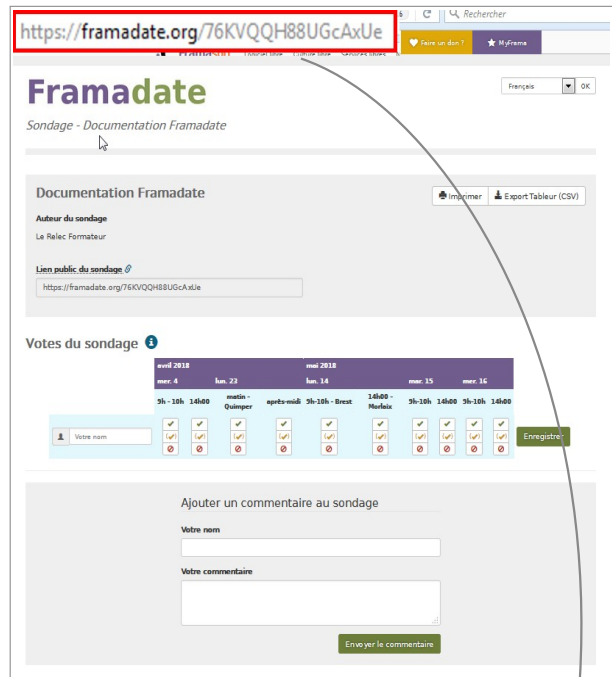 https://framadate.org/76KVQQH88UGcAxUe
Rechercher
Faire un don ?
MyFrama
Framadate
Français
OK
Sondage - Documentation Framadate
Documentation Framadate
Imprimer
Export Tableur (CSV)
Auteur du sondage
Le Relec Formateur
Lien public du sondage
https://framadate.org/76KVQQH88UGcAxUe
Votes du sondage
avril 2018 mai 2018
mer. 4 lun. 23 lun. 14 mar. 15 mer. 16
9h - 10h 14h00 matin - Quimper après-midi 9h-10h - Brest 14h00 - Morlaix 9h-10h 14h00 9h-10h 14h00
Votre nom
Enregistrer
Ajouter un commentaire au sondage
Votre nom
Votre commentaire
Envoyer le commentaire